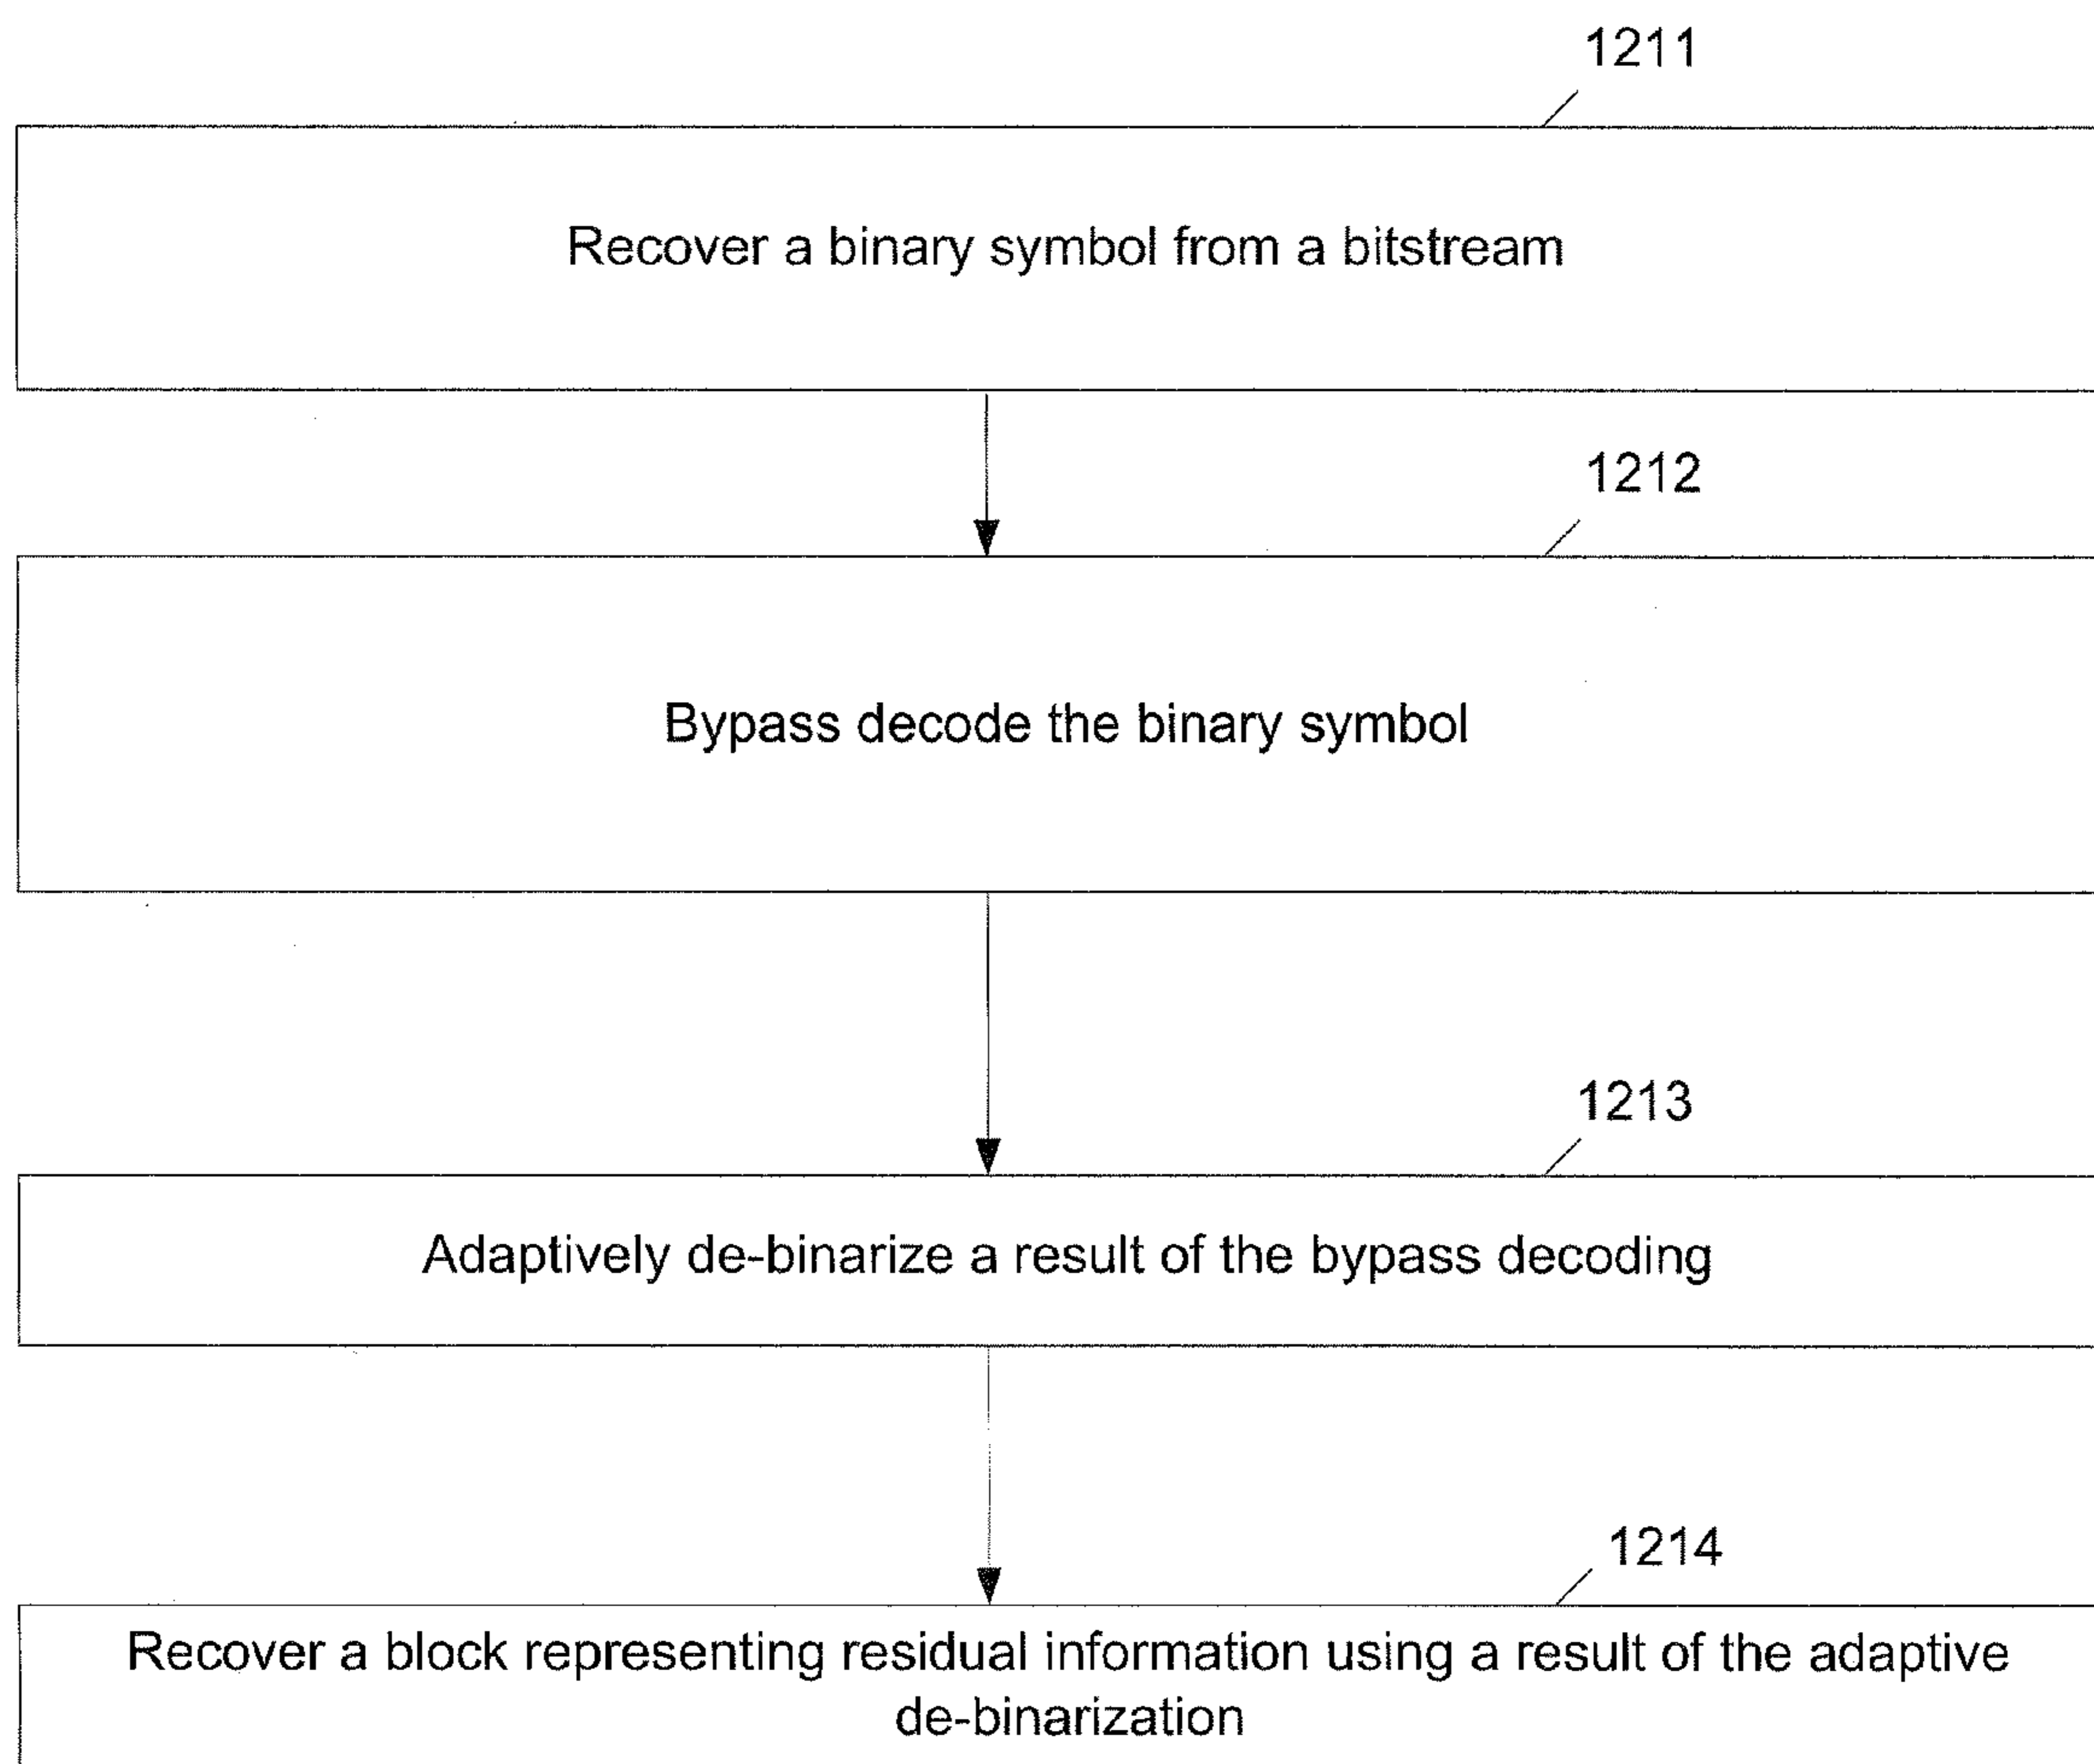 1211
Recover a binary symbol from a bitstream
1212
Bypass decode the binary symbol
1213
Adaptively de-binarize a result of the bypass decoding
1214
Recover a block representing residual information using a result of the adaptive
de-binarization